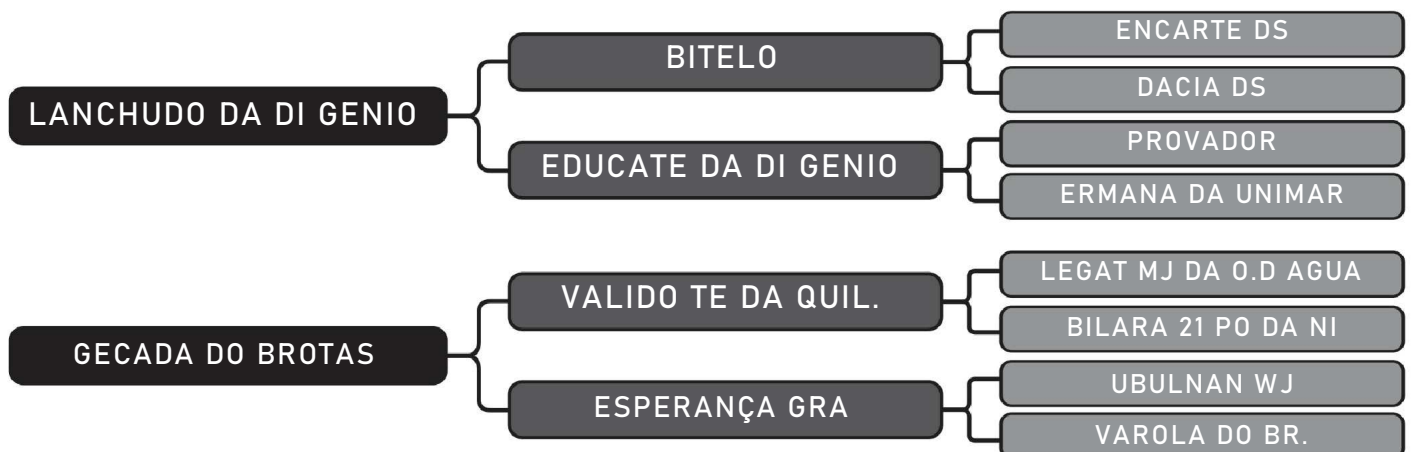 ENCARTE DS
BITELO
DACIA DS
LANCHUDO DA DI GENIO
PROVADOR
EDUCATE DA DI GENIO
ERMANA DA UNIMAR
LEGAT MJ DA O.D AGUA
VALIDO TE DA QUIL.
BILARA 21 PO DA NI
GECADA DO BROTAS
UBULNAN WJ
ESPERANÇA GRA
VAROLA DO BR.